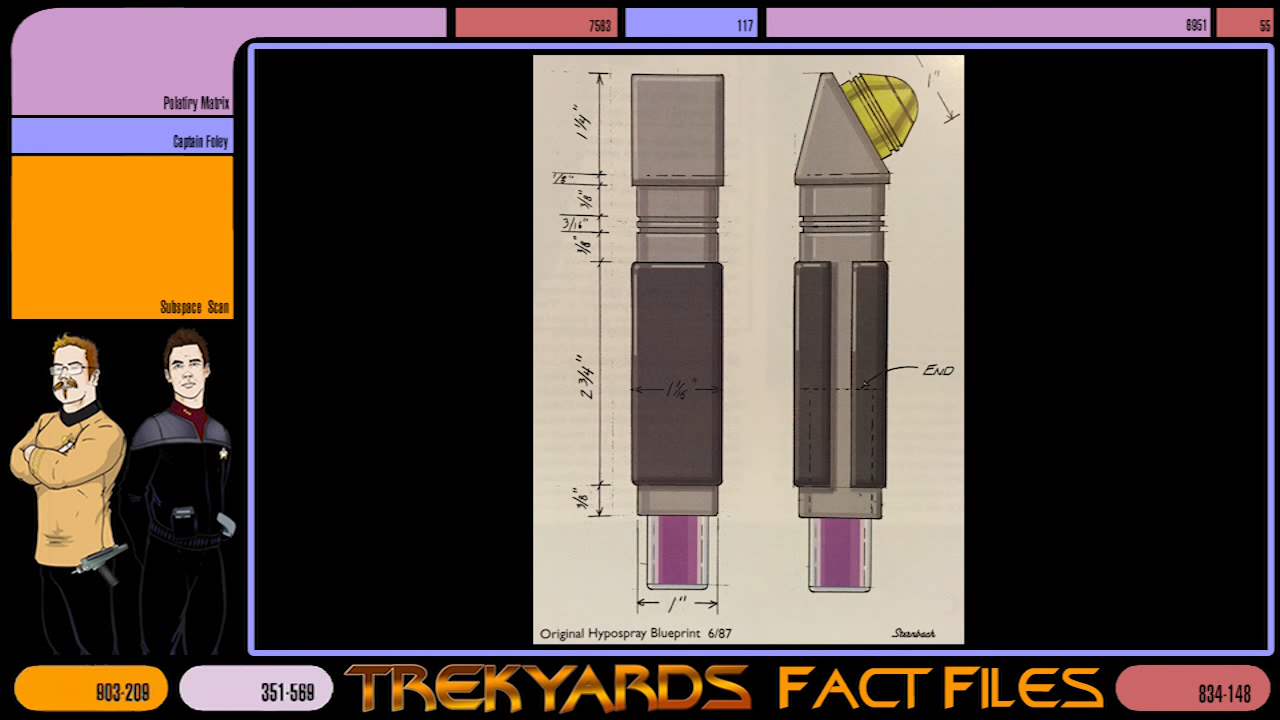 7563
117
6951
55
Polatiry Matrix
Captain Foley
Subspace Scan
1 1/4"
1/8"
3/8"
3/16"
3/8"
2 3/4"
1 1/16"
3/8"
1"
1"
END
Original Hypospray Blueprint 6/87
Sternbach
903-209
351-569
TREKYARDS FACT FILES
834-148